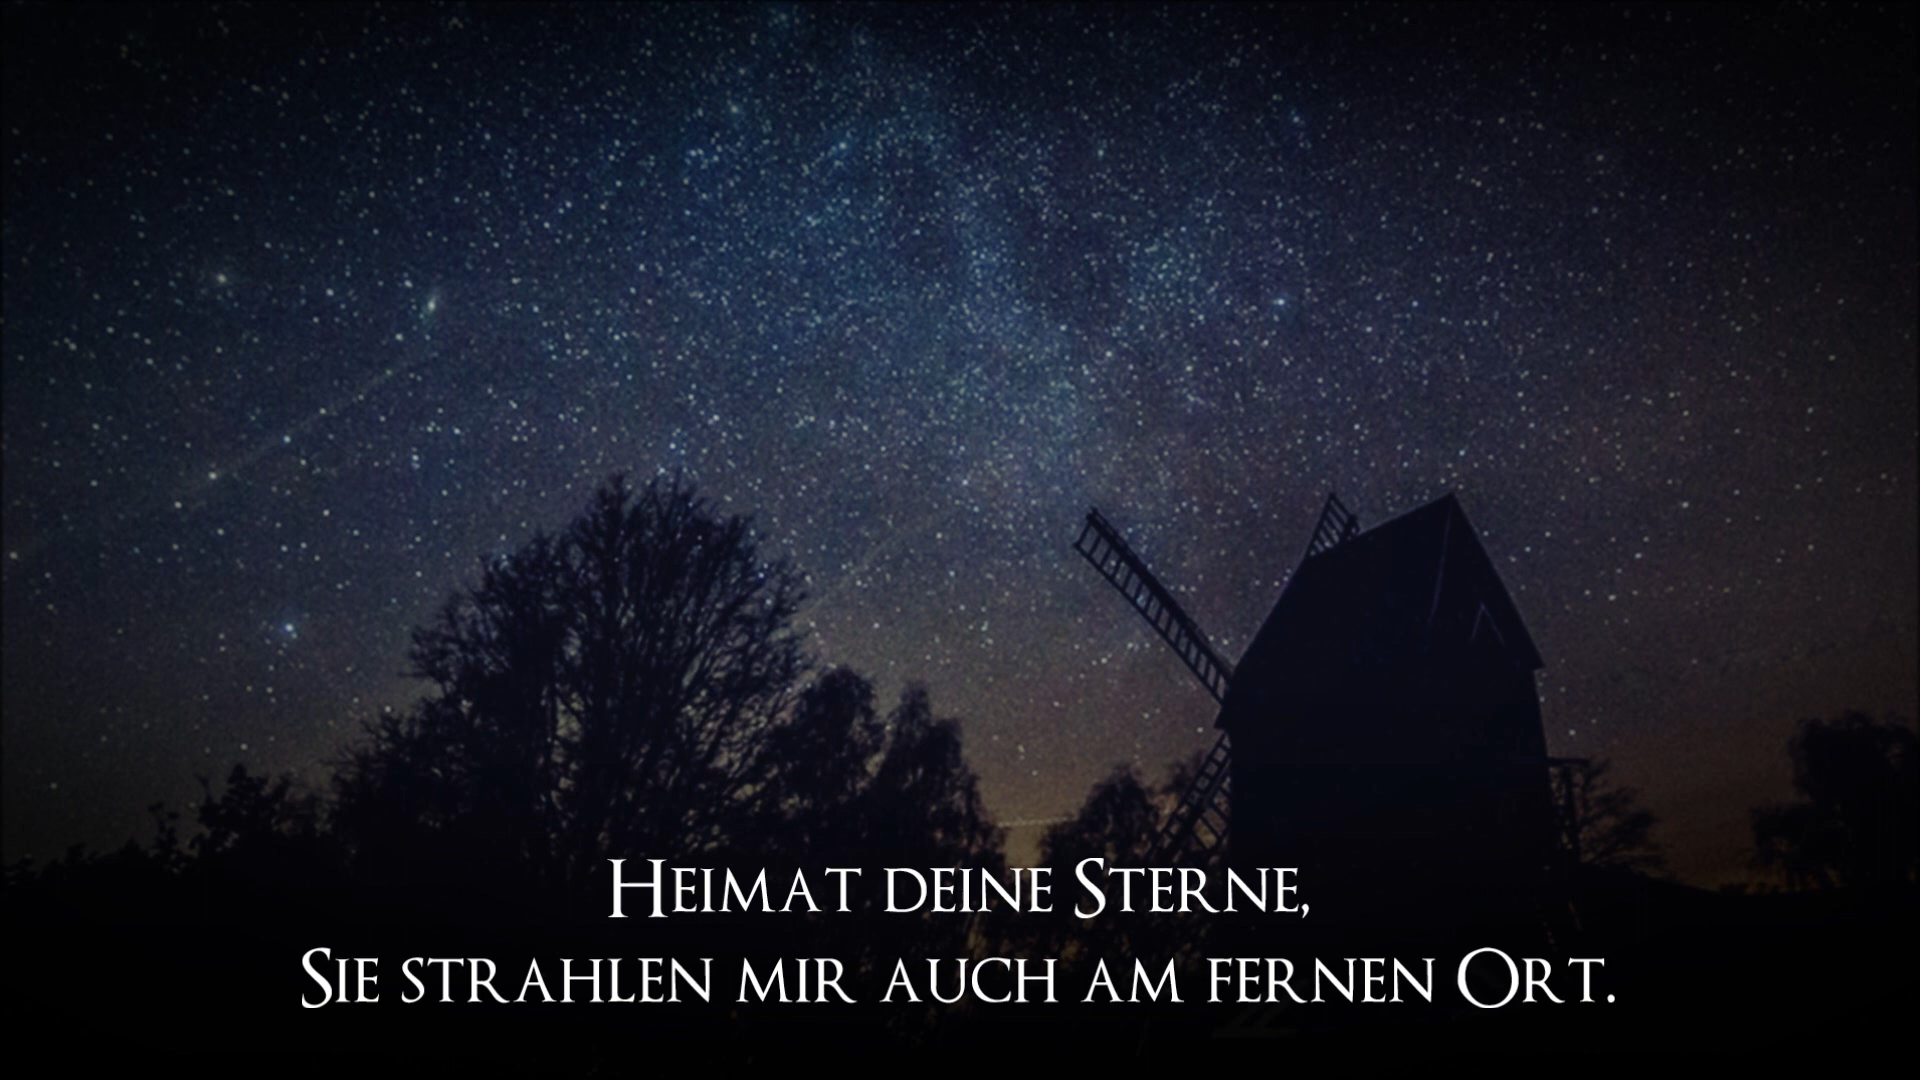 Heimat deine Sterne,
Sie strahlen mir auch am fernen Ort.